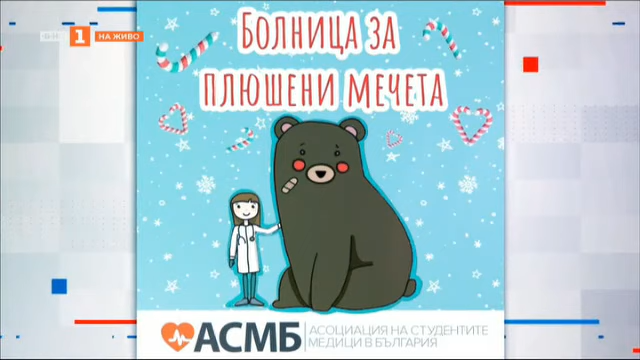 1 НА ЖИВО
БОЛНИЦА ЗА
ПЛЮШЕНИ МЕЧЕТА
АСМБ
АСОЦИАЦИЯ НА СТУДЕНТИТЕ
МЕДИЦИ В БЪЛГАРИЯ